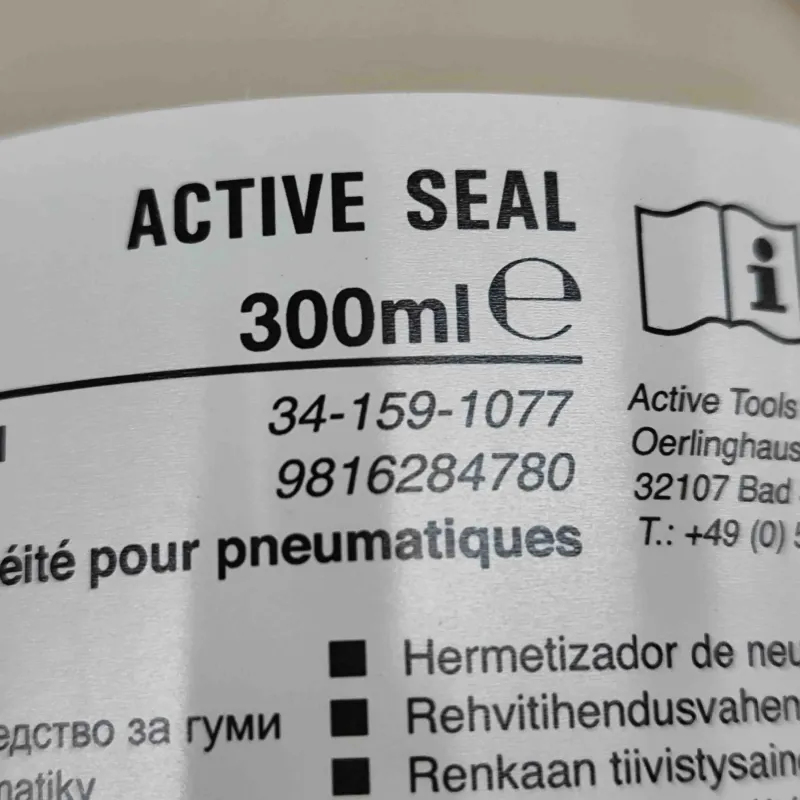 ACTIVE SEAL
300ml ℮
34-159-1077
9816284780
éité pour pneumatiques
Active Tools
Oerlinghaus
32107 Bad
T.: +49 (0) 5
■ Hermetizador de neu
■ Rehvitihendusvahen
■ Renkaan tiivistysaine
едство за гуми
matiky